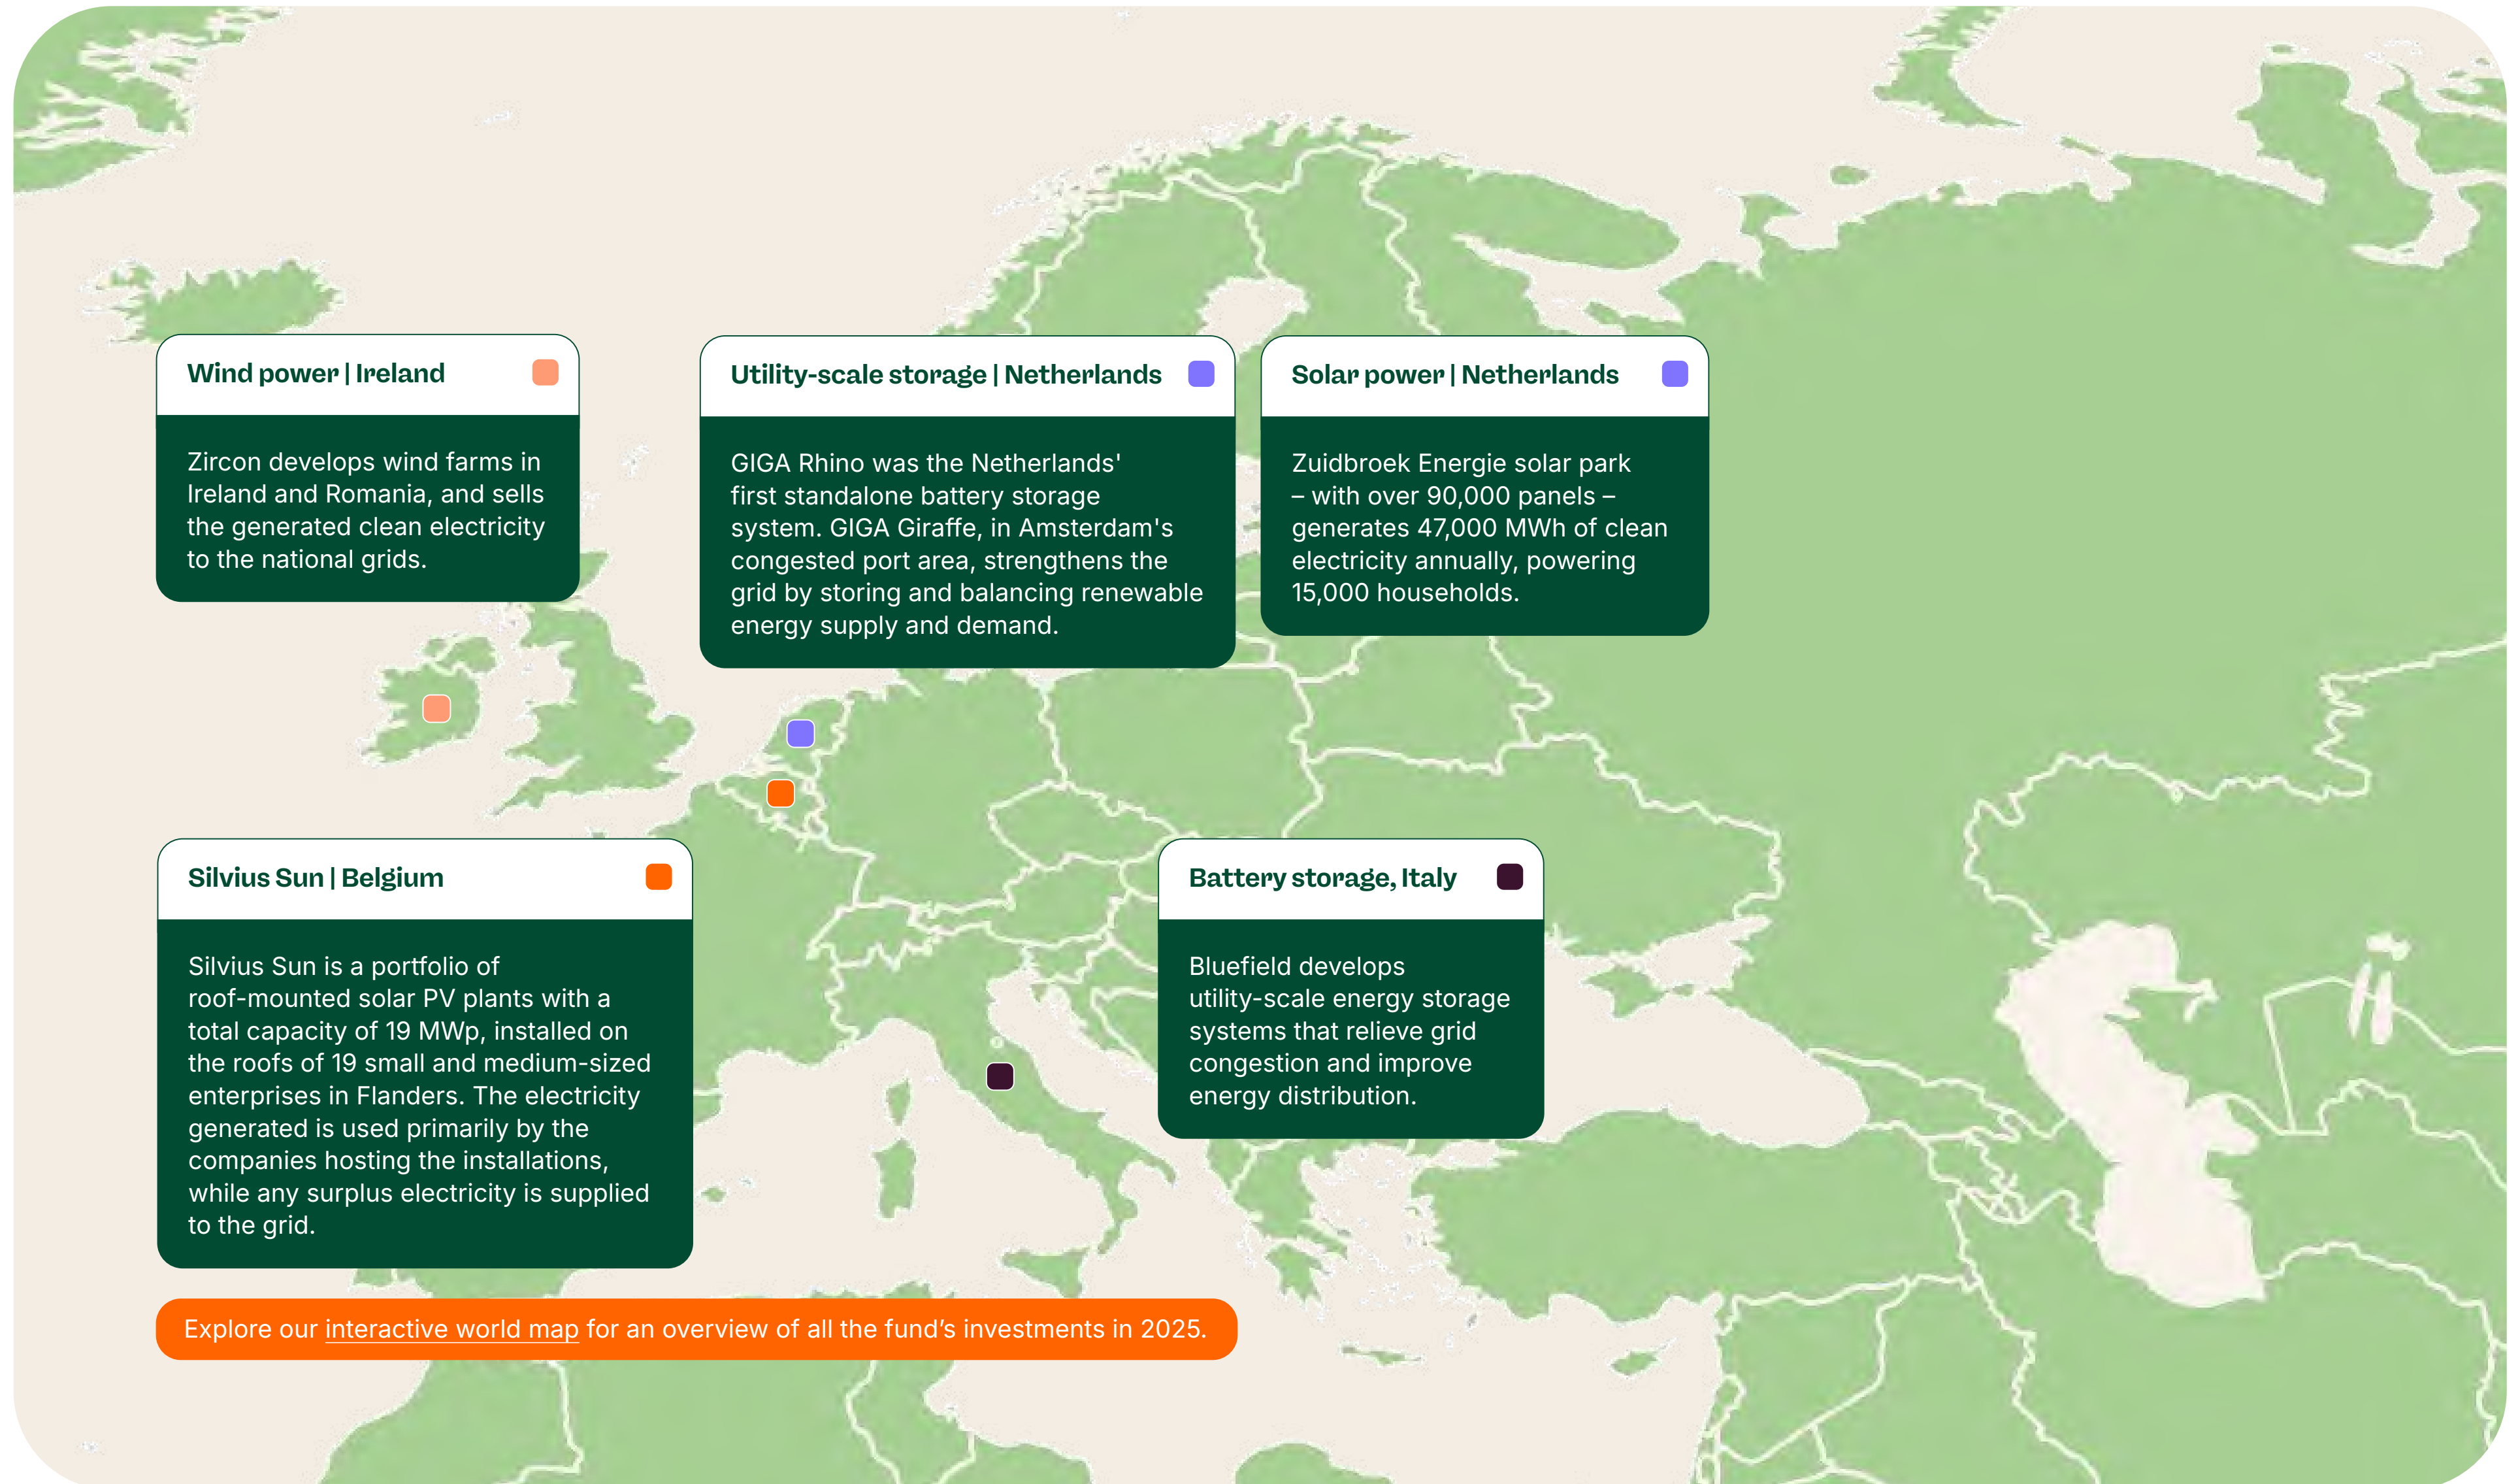 Wind power | Ireland
Zircon develops wind farms in
Ireland and Romania, and sells
the generated clean electricity
to the national grids.
Utility-scale storage | Netherlands
GIGA Rhino was the Netherlands'
first standalone battery storage
system. GIGA Giraffe, in Amsterdam's
congested port area, strengthens the
grid by storing and balancing renewable
energy supply and demand.
Solar power | Netherlands
Zuidbroek Energie solar park
– with over 90,000 panels –
generates 47,000 MWh of clean
electricity annually, powering
15,000 households.
Silvius Sun | Belgium
Silvius Sun is a portfolio of
roof-mounted solar PV plants with a
total capacity of 19 MWp, installed on
the roofs of 19 small and medium-sized
enterprises in Flanders. The electricity
generated is used primarily by the
companies hosting the installations,
while any surplus electricity is supplied
to the grid.
Battery storage, Italy
Bluefield develops
utility-scale energy storage
systems that relieve grid
congestion and improve
energy distribution.
Explore our interactive world map for an overview of all the fund’s investments in 2025.